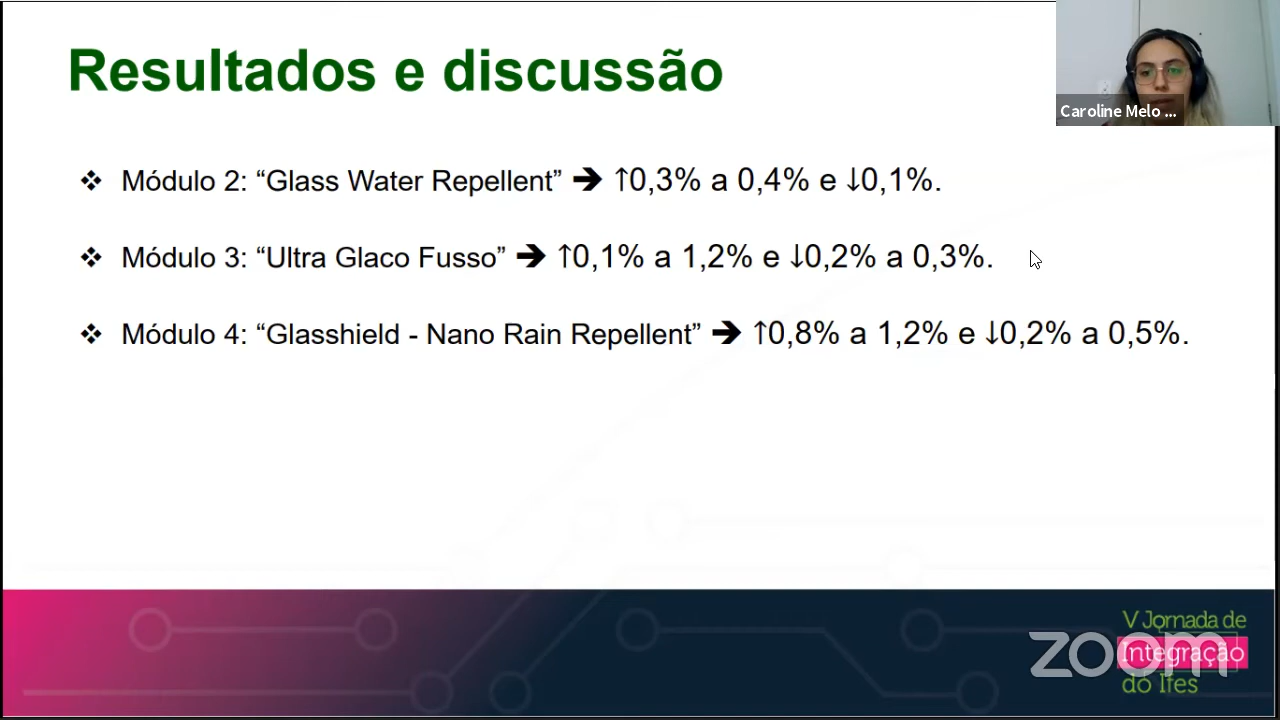 Resultados e discussão
Caroline Melo ...
❖ Módulo 2: “Glass Water Repellent” ➔ ↑0,3% a 0,4% e ↓0,1%.
❖ Módulo 3: “Ultra Glaco Fusso” ➔ ↑0,1% a 1,2% e ↓0,2% a 0,3%.
❖ Módulo 4: “Glasshield - Nano Rain Repellent” ➔ ↑0,8% a 1,2% e ↓0,2% a 0,5%.
V Jornada de
Integração
do Ifes
zoom